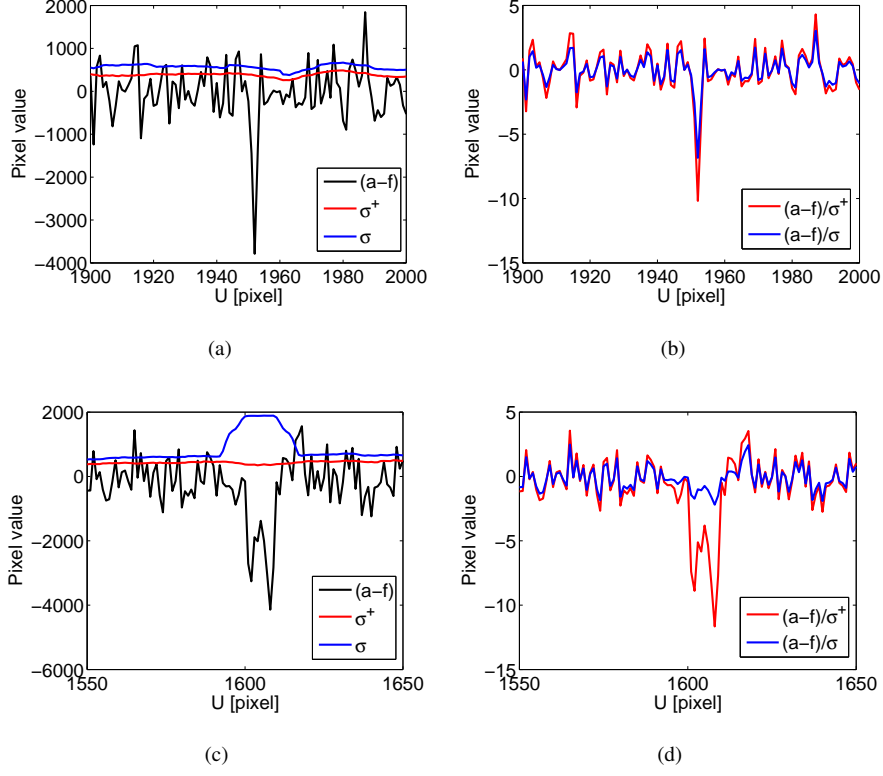 2000
1000
0
−1000
−2000
−3000
−4000
Pixel value
1900 1920 1940 1960 1980 2000
U [pixel]
(a−f)
σ+
σ
(a)
5
0
−5
−10
−15
Pixel value
1900 1920 1940 1960 1980 2000
U [pixel]
(a−f)/σ+
(a−f)/σ
(b)
2000
0
−2000
−4000
−6000
Pixel value
1550 1600 1650
U [pixel]
(a−f)
σ+
σ
(c)
5
0
−5
−10
−15
Pixel value
1550 1600 1650
U [pixel]
(a−f)/σ+
(a−f)/σ
(d)